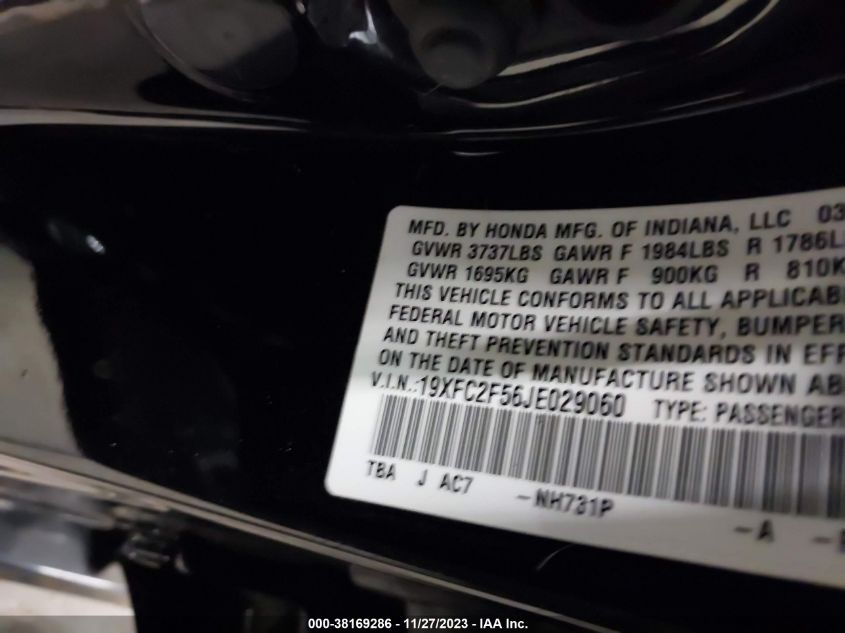 MFD. BY HONDA MFG. OF INDIANA, LLC 03
GVWR 3737LBS GAWR F 1984LBS R 1786L
GVWR 1695KG GAWR F 900KG R 810K
THIS VEHICLE CONFORMS TO ALL APPLICAB
FEDERAL MOTOR VEHICLE SAFETY, BUMPER
AND THEFT PREVENTION STANDARDS IN EFF
ON THE DATE OF MANUFACTURE SHOWN AB
V.I.N.:19XFC2F56JE029060 TYPE: PASSENGER
TBA J AC7 -NH731P -A -
000-38169286 - 11/27/2023 - IAA Inc.